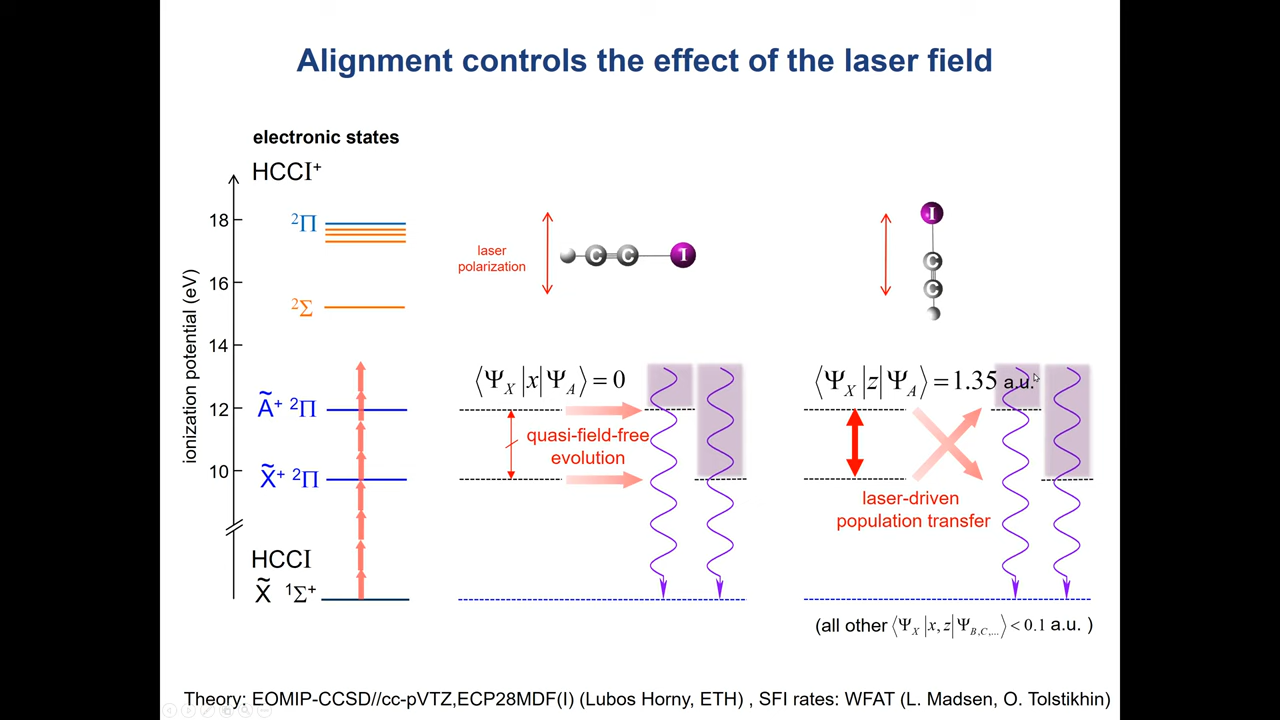 Alignment controls the effect of the laser field
electronic states
HCCI⁺
ionization potential (eV)
18
16
14
12
10
²Π
²Σ
Ã⁺ ²Π
X̃⁺ ²Π
HCCI
X̃ ¹Σ⁺
laser
polarization
C C I
⟨Ψ_X|x|Ψ_A⟩ = 0
quasi-field-free
evolution
I
C
C
⟨Ψ_X|z|Ψ_A⟩ = 1.35 a.u.
laser-driven
population transfer
(all other ⟨Ψ_X|x,z|Ψ_B,C,...⟩ < 0.1 a.u. )
Theory: EOMIP-CCSD//cc-pVTZ,ECP28MDF(I) (Lubos Horny, ETH) , SFI rates: WFAT (L. Madsen, O. Tolstikhin)